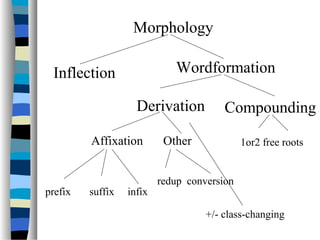 Morphology
Inflection
Wordformation
Derivation
Compounding
Affixation
Other
1or2 free roots
redup conversion
prefix suffix infix
+/- class-changing